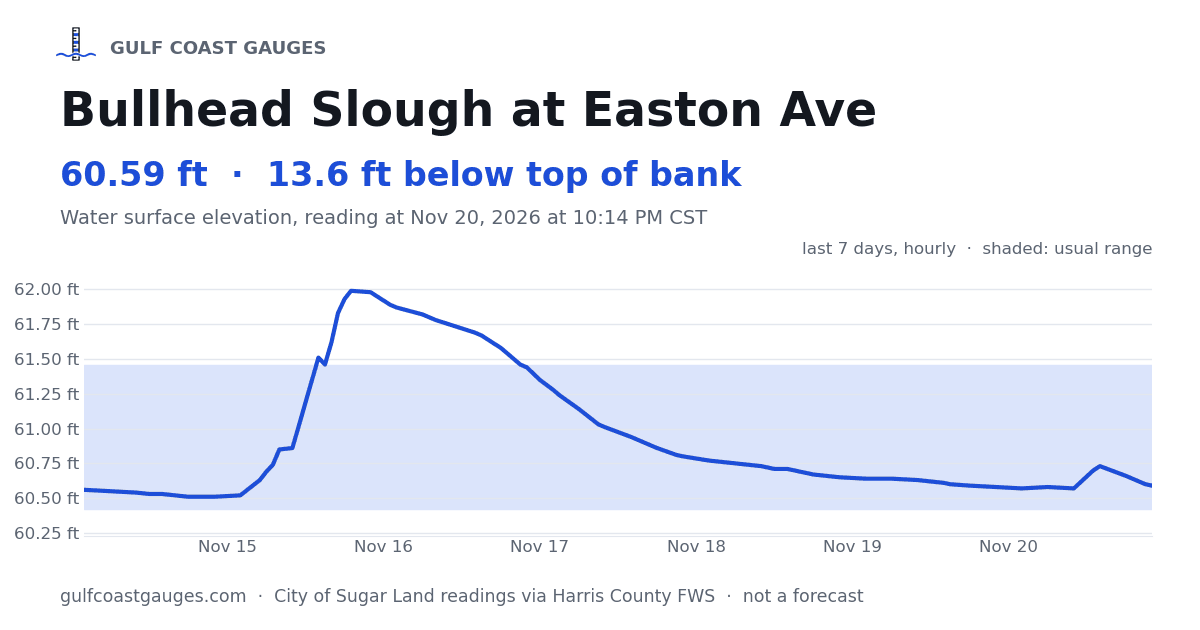 GULF COAST GAUGES
Bullhead Slough at Easton Ave
60.59 ft · 13.6 ft below top of bank
Water surface elevation, reading at Nov 20, 2026 at 10:14 PM CST
last 7 days, hourly · shaded: usual range
62.00 ft
61.75 ft
61.50 ft
61.25 ft
61.00 ft
60.75 ft
60.50 ft
60.25 ft
Nov 15 Nov 16 Nov 17 Nov 18 Nov 19 Nov 20
gulfcoastgauges.com · City of Sugar Land readings via Harris County FWS · not a forecast